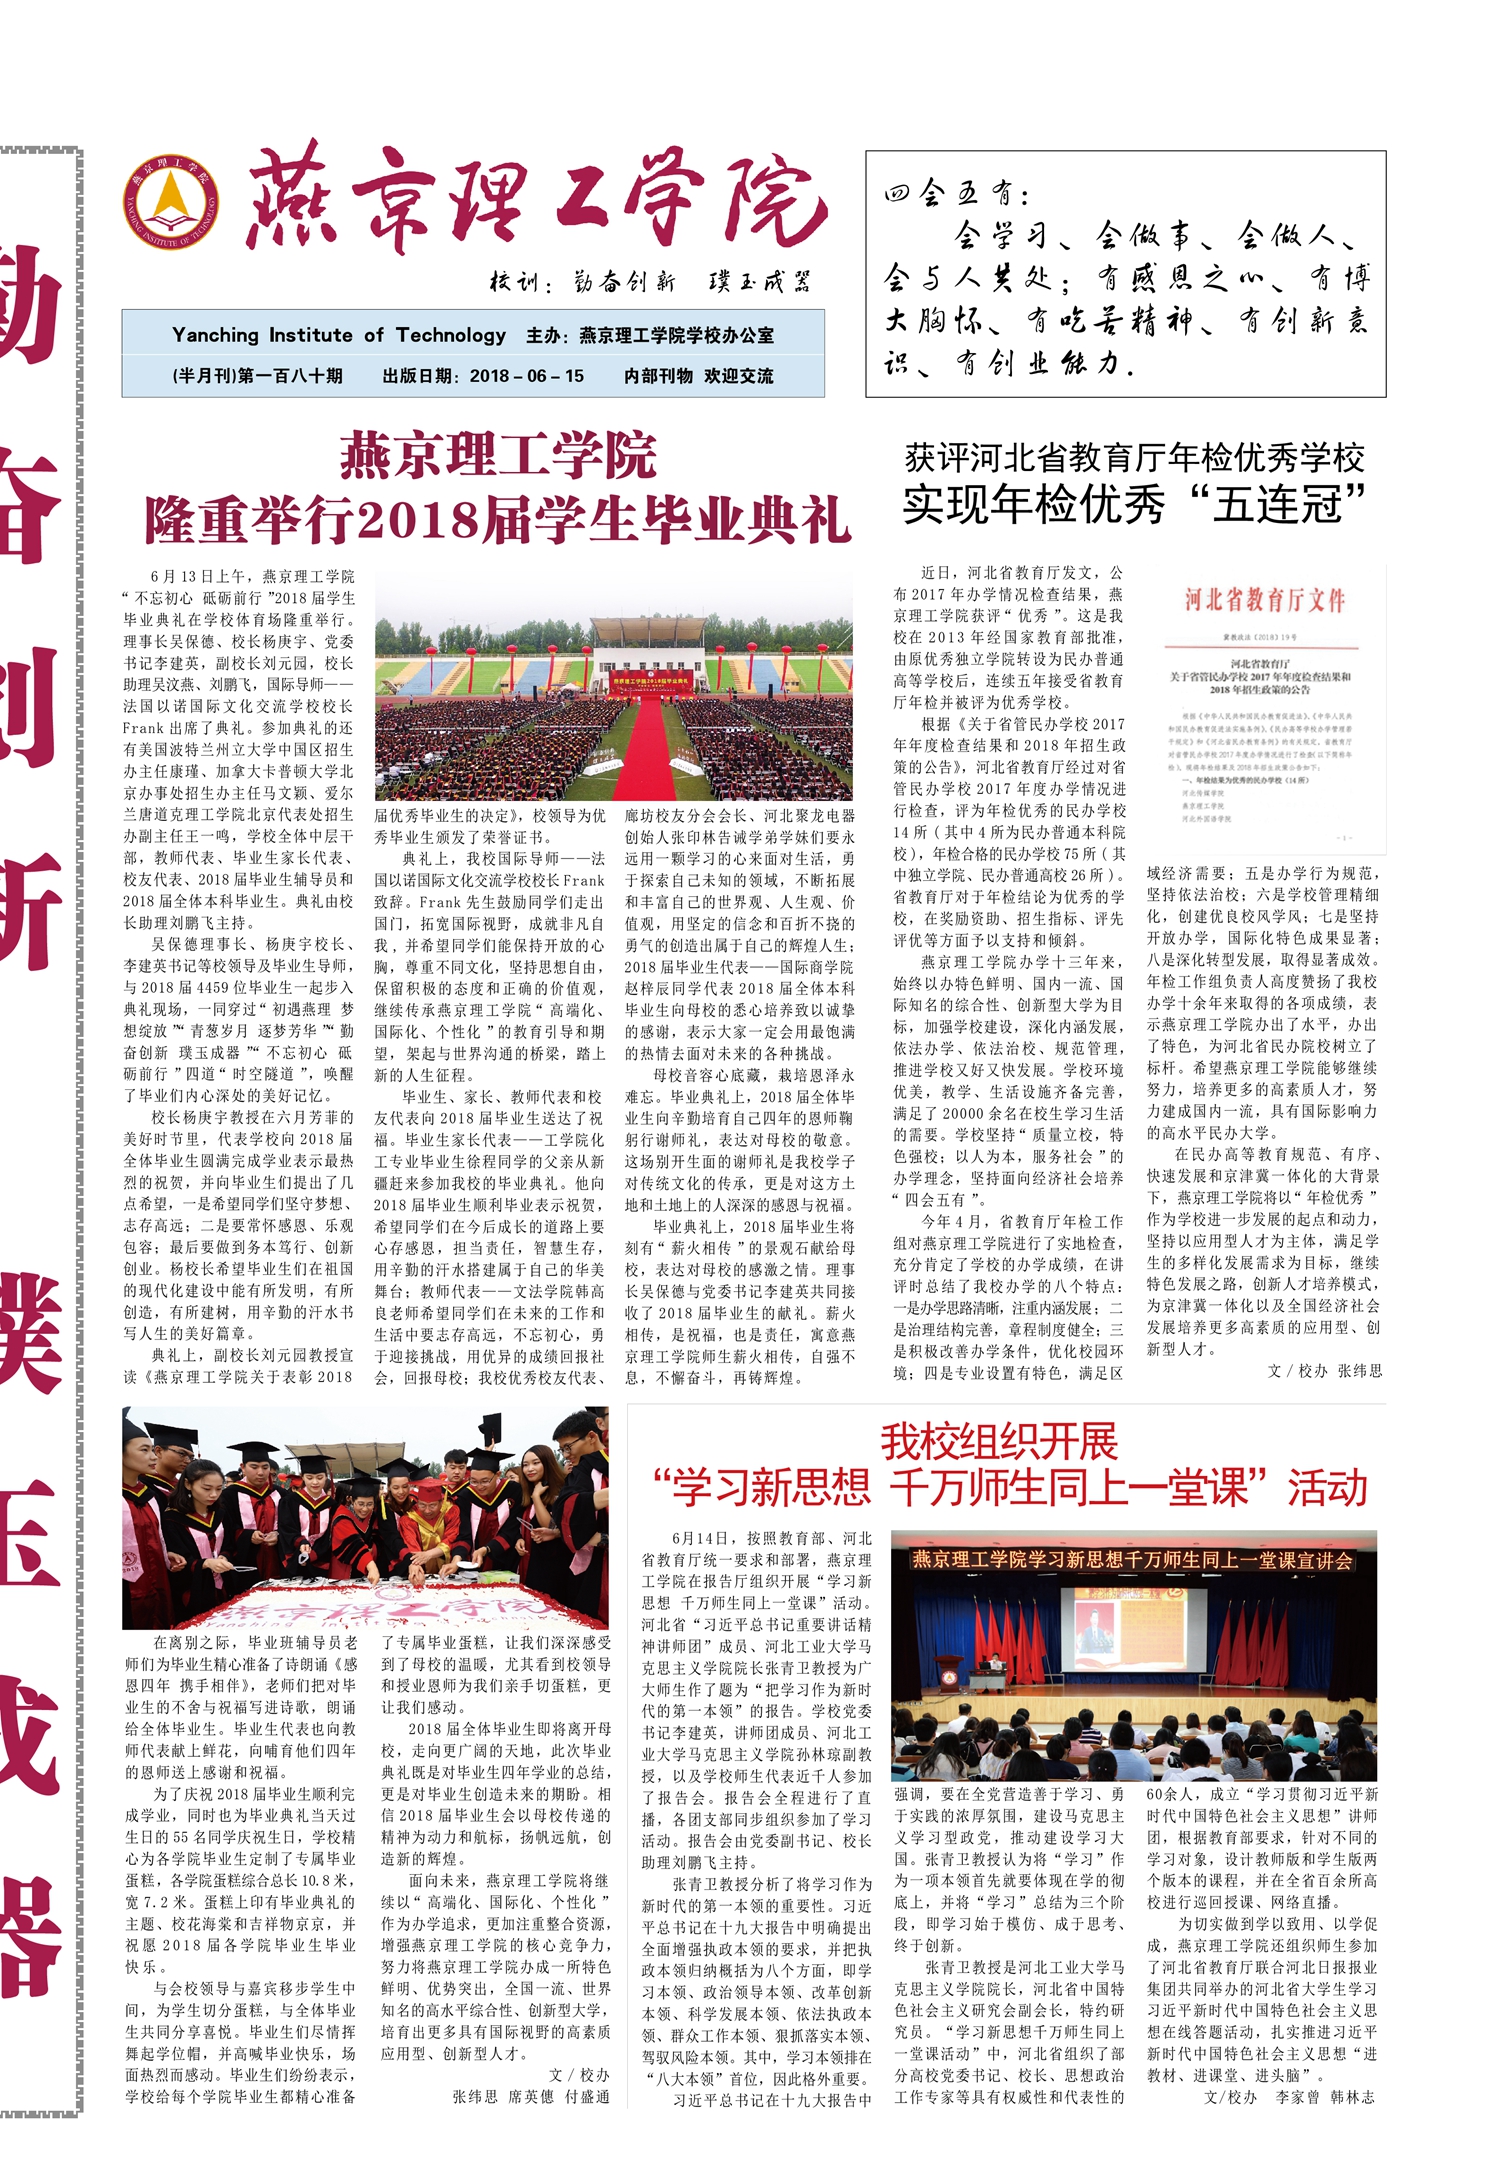 勤奋创新 璞玉成器
燕京理工学院
YANCHING INSTITUTE OF TECHNOLOGY
燕京理工学院
校训：勤奋创新 璞玉成器
Yanching Institute of Technology 主办：燕京理工学院学校办公室
(半月刊)第一百八十期 出版日期：2018－06－15 内部刊物 欢迎交流
四会五有：
会学习、会做事、会做人、
会与人共处；有感恩之心、有博
大胸怀、有吃苦精神、有创新意
识、有创业能力．
燕京理工学院
隆重举行2018届学生毕业典礼
6月13日上午，燕京理工学院
“不忘初心 砥砺前行”2018届学生
毕业典礼在学校体育场隆重举行。
理事长吴保德、校长杨庚宇、党委
书记李建英，副校长刘元园，校长
助理吴汶燕、刘鹏飞，国际导师——
法国以诺国际文化交流学校校长
Frank出席了典礼。参加典礼的还
有美国波特兰州立大学中国区招生
办主任康瑾、加拿大卡普顿大学北
京办事处招生办主任马文颖、爱尔
兰唐道克理工学院北京代表处招生
办副主任王一鸣，学校全体中层干
部，教师代表、毕业生家长代表、
校友代表、2018届毕业生辅导员和
2018届全体本科毕业生。典礼由校
长助理刘鹏飞主持。
吴保德理事长、杨庚宇校长、
李建英书记等校领导及毕业生导师，
与2018届4459位毕业生一起步入
典礼现场，一同穿过“初遇燕理 梦
想绽放”“青葱岁月 逐梦芳华”“勤
奋创新 璞玉成器”“不忘初心 砥
砺前行”四道“时空隧道”，唤醒
了毕业们内心深处的美好记忆。
校长杨庚宇教授在六月芳菲的
美好时节里，代表学校向2018届
全体毕业生圆满完成学业表示最热
烈的祝贺，并向毕业生们提出了几
点希望，一是希望同学们坚守梦想、
志存高远；二是要常怀感恩、乐观
包容；最后要做到务本笃行、创新
创业。杨校长希望毕业生们在祖国
的现代化建设中能有所发明，有所
创造，有所建树，用辛勤的汗水书
写人生的美好篇章。
典礼上，副校长刘元园教授宣
读《燕京理工学院关于表彰2018
燕京理工学院2018届毕业典礼
届优秀毕业生的决定》，校领导为优
秀毕业生颁发了荣誉证书。
典礼上，我校国际导师——法
国以诺国际文化交流学校校长Frank
致辞。Frank先生鼓励同学们走出
国门，拓宽国际视野，成就非凡自
我，并希望同学们能保持开放的心
胸，尊重不同文化，坚持思想自由，
保留积极的态度和正确的价值观，
继续传承燕京理工学院“高端化、
国际化、个性化”的教育引导和期
望，架起与世界沟通的桥梁，踏上
新的人生征程。
毕业生、家长、教师代表和校
友代表向2018届毕业生送达了祝
福。毕业生家长代表——工学院化
工专业毕业生徐程同学的父亲从新
疆赶来参加我校的毕业典礼。他向
2018届毕业生顺利毕业表示祝贺，
希望同学们在今后成长的道路上要
心存感恩，担当责任，智慧生存，
用辛勤的汗水搭建属于自己的华美
舞台；教师代表——文法学院韩高
良老师希望同学们在未来的工作和
生活中要志存高远，不忘初心，勇
于迎接挑战，用优异的成绩回报社
会，回报母校；我校优秀校友代表、
廊坊校友分会会长、河北聚龙电器
创始人张印林告诫学弟学妹们要永
远用一颗学习的心来面对生活，勇
于探索自己未知的领域，不断拓展
和丰富自己的世界观、人生观、价
值观，用坚定的信念和百折不挠的
勇气的创造出属于自己的辉煌人生；
2018届毕业生代表——国际商学院
赵梓辰同学代表2018届全体本科
毕业生向母校的悉心培养致以诚挚
的感谢，表示大家一定会用最饱满
的热情去面对未来的各种挑战。
母校音容心底藏，栽培恩泽永
难忘。毕业典礼上，2018届全体毕
业生向辛勤培育自己四年的恩师鞠
躬行谢师礼，表达对母校的敬意。
这场别开生面的谢师礼是我校学子
对传统文化的传承，更是对这方土
地和土地上的人深深的感恩与祝福。
毕业典礼上，2018届毕业生将
刻有“薪火相传”的景观石献给母
校，表达对母校的感激之情。理事
长吴保德与党委书记李建英共同接
收了2018届毕业生的献礼。薪火
相传，是祝福，也是责任，寓意燕
京理工学院师生薪火相传，自强不
息，不懈奋斗，再铸辉煌。
获评河北省教育厅年检优秀学校
实现年检优秀“五连冠”
近日，河北省教育厅发文，公
布2017年办学情况检查结果，燕
京理工学院获评“优秀”。这是我
校在2013年经国家教育部批准，
由原优秀独立学院转设为民办普通
高等学校后，连续五年接受省教育
厅年检并被评为优秀学校。
根据《关于省管民办学校2017
年年度检查结果和2018年招生政
策的公告》，河北省教育厅经过对省
管民办学校2017年度办学情况进
行检查，评为年检优秀的民办学校
14所(其中4所为民办普通本科院
校)，年检合格的民办学校75所(其
中独立学院、民办普通高校26所)。
省教育厅对于年检结论为优秀的学
校，在奖励资助、招生指标、评先
评优等方面予以支持和倾斜。
燕京理工学院办学十三年来，
始终以办特色鲜明、国内一流、国
际知名的综合性、创新型大学为目
标，加强学校建设，深化内涵发展，
依法办学、依法治校、规范管理，
推进学校又好又快发展。学校环境
优美，教学、生活设施齐备完善，
满足了20000余名在校生学习生活
的需要。学校坚持“质量立校，特
色强校；以人为本，服务社会”的
办学理念，坚持面向经济社会培养
“四会五有”。
今年4月，省教育厅年检工作
组对燕京理工学院进行了实地检查，
充分肯定了学校的办学成绩，在讲
评时总结了我校办学的八个特点：
一是办学思路清晰，注重内涵发展；二
是治理结构完善，章程制度健全；三
是积极改善办学条件，优化校园环
境；四是专业设置有特色，满足区
河北省教育厅文件
冀教政法〔2018〕19号
河北省教育厅
关于省管民办学校2017年年度检查结果和
2018年招生政策的公告
根据《中华人民共和国民办教育促进法》、《中华人民共
和国民办教育促进法实施条例》、《民办高等学校办学管理若
干规定》和《河北省民办教育条例》的有关规定，省教育厅
对省管民办学校2017年度办学情况进行了检查(以下简称年
检)。现将年检结果及2018年招生政策公告如下：
一、年检结果为优秀的民办学校（14所）
河北传媒学院
燕京理工学院
河北外国语学院
－1－
域经济需要；五是办学行为规范，
坚持依法治校；六是学校管理精细
化，创建优良校风学风；七是坚持
开放办学，国际化特色成果显著；
八是深化转型发展，取得显著成效。
年检工作组负责人高度赞扬了我校
办学十余年来取得的各项成绩，表
示燕京理工学院办出了水平，办出
了特色，为河北省民办院校树立了
标杆。希望燕京理工学院能够继续
努力，培养更多的高素质人才，努
力建成国内一流，具有国际影响力
的高水平民办大学。
在民办高等教育规范、有序、
快速发展和京津冀一体化的大背景
下，燕京理工学院将以“年检优秀”
作为学校进一步发展的起点和动力，
坚持以应用型人才为主体，满足学
生的多样化发展需求为目标，继续
特色发展之路，创新人才培养模式，
为京津冀一体化以及全国经济社会
发展培养更多高素质的应用型、创
新型人才。
文／校办 张纬思
燕京理工学院
在离别之际，毕业班辅导员老
师们为毕业生精心准备了诗朗诵《感
恩四年 携手相伴》，老师们把对毕
业生的不舍与祝福写进诗歌，朗诵
给全体毕业生。毕业生代表也向教
师代表献上鲜花，向哺育他们四年
的恩师送上感谢和祝福。
为了庆祝2018届毕业生顺利完
成学业，同时也为毕业典礼当天过
生日的55名同学庆祝生日，学校精
心为各学院毕业生定制了专属毕业
蛋糕，各学院蛋糕综合总长10.8米，
宽7.2米。蛋糕上印有毕业典礼的
主题、校花海棠和吉祥物京京，并
祝愿2018届各学院毕业生毕业
快乐。
与会校领导与嘉宾移步学生中
间，为学生切分蛋糕，与全体毕业
生共同分享喜悦。毕业生们尽情挥
舞起学位帽，并高喊毕业快乐，场
面热烈而感动。毕业生们纷纷表示，
学校给每个学院毕业生都精心准备
了专属毕业蛋糕，让我们深深感受
到了母校的温暖，尤其看到校领导
和授业恩师为我们亲手切蛋糕，更
让我们感动。
2018届全体毕业生即将离开母
校，走向更广阔的天地，此次毕业
典礼既是对毕业生四年学业的总结，
更是对毕业生创造未来的期盼。相
信2018届毕业生会以母校传递的
精神为动力和航标，扬帆远航，创
造新的辉煌。
面向未来，燕京理工学院将继
续以“高端化、国际化、个性化”
作为办学追求，更加注重整合资源，
增强燕京理工学院的核心竞争力，
努力将燕京理工学院办成一所特色
鲜明、优势突出，全国一流、世界
知名的高水平综合性、创新型大学，
培育出更多具有国际视野的高素质
应用型、创新型人才。
文／校办
张纬思 席英德 付盛通
我校组织开展
“学习新思想 千万师生同上一堂课”活动
6月14日，按照教育部、河北
省教育厅统一要求和部署，燕京理
工学院在报告厅组织开展“学习新
思想 千万师生同上一堂课”活动。
河北省“习近平总书记重要讲话精
神讲师团”成员、河北工业大学马
克思主义学院院长张青卫教授为广
大师生作了题为“把学习作为新时
代的第一本领”的报告。学校党委
书记李建英，讲师团成员、河北工
业大学马克思主义学院孙林琼副教
授，以及学校师生代表近千人参加
了报告会。报告会全程进行了直
播，各团支部同步组织参加了学习
活动。报告会由党委副书记、校长
助理刘鹏飞主持。
张青卫教授分析了将学习作为
新时代的第一本领的重要性。习近
平总书记在十九大报告中明确提出
全面增强执政本领的要求，并把执
政本领归纳概括为八个方面，即学
习本领、政治领导本领、改革创新
本领、科学发展本领、依法执政本
领、群众工作本领、狠抓落实本领、
驾驭风险本领。其中，学习本领排在
“八大本领”首位，因此格外重要。
习近平总书记在十九大报告中
燕京理工学院学习新思想千万师生同上一堂课宣讲会
强调，要在全党营造善于学习、勇
于实践的浓厚氛围，建设马克思主
义学习型政党，推动建设学习大
国。张青卫教授认为将“学习”作
为一项本领首先就要体现在学的彻
底上，并将“学习”总结为三个阶
段，即学习始于模仿、成于思考、
终于创新。
张青卫教授是河北工业大学马
克思主义学院院长，河北省中国特
色社会主义研究会副会长，特约研
究员。“学习新思想千万师生同上
一堂课活动”中，河北省组织了部
分高校党委书记、校长、思想政治
工作专家等具有权威性和代表性的
60余人，成立“学习贯彻习近平新
时代中国特色社会主义思想”讲师
团，根据教育部要求，针对不同的
学习对象，设计教师版和学生版两
个版本的课程，并在全省百余所高
校进行巡回授课、网络直播。
为切实做到学以致用、以学促
成，燕京理工学院还组织师生参加
了河北省教育厅联合河北日报报业
集团共同举办的河北省大学生学习
习近平新时代中国特色社会主义思
想在线答题活动，扎实推进习近平
新时代中国特色社会主义思想“进
教材、进课堂、进头脑”。
文/校办 李家曾 韩林志